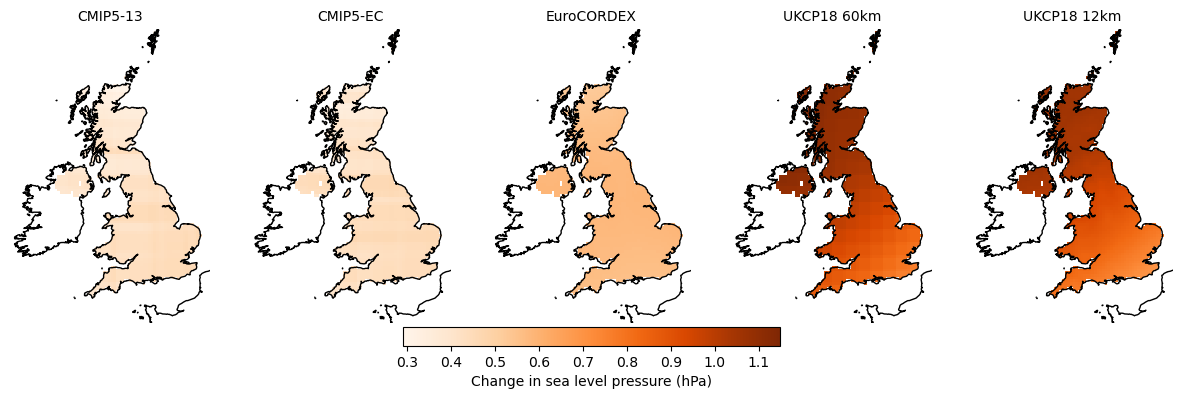 CMIP5-13
CMIP5-EC
EuroCORDEX
UKCP18 60km
UKCP18 12km
0.3 0.4 0.5 0.6 0.7 0.8 0.9 1.0 1.1
Change in sea level pressure (hPa)